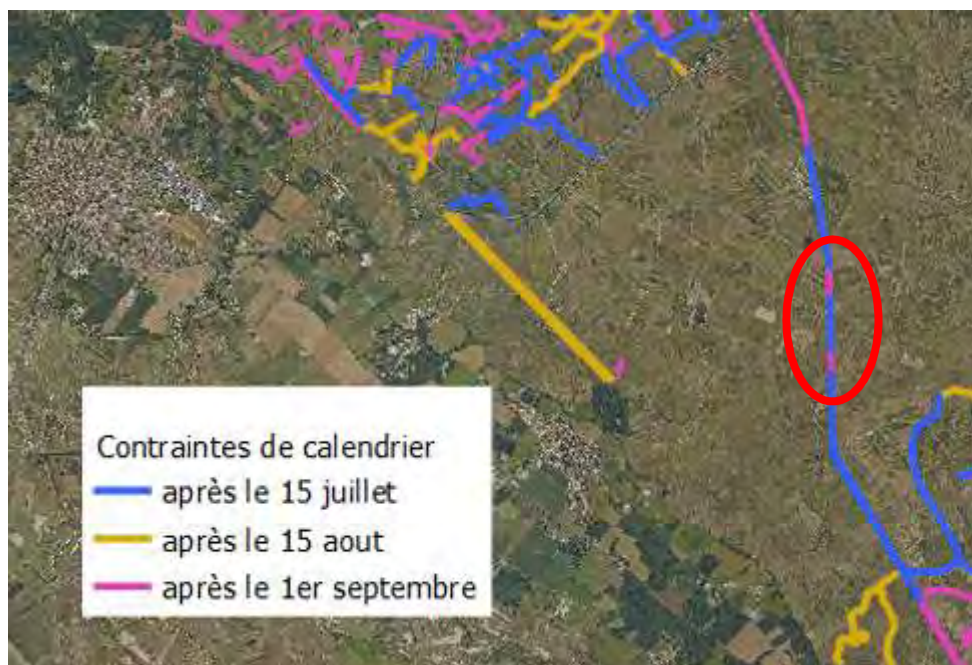 Contraintes de calendrier
après le 15 juillet
après le 15 aout
après le 1er septembre